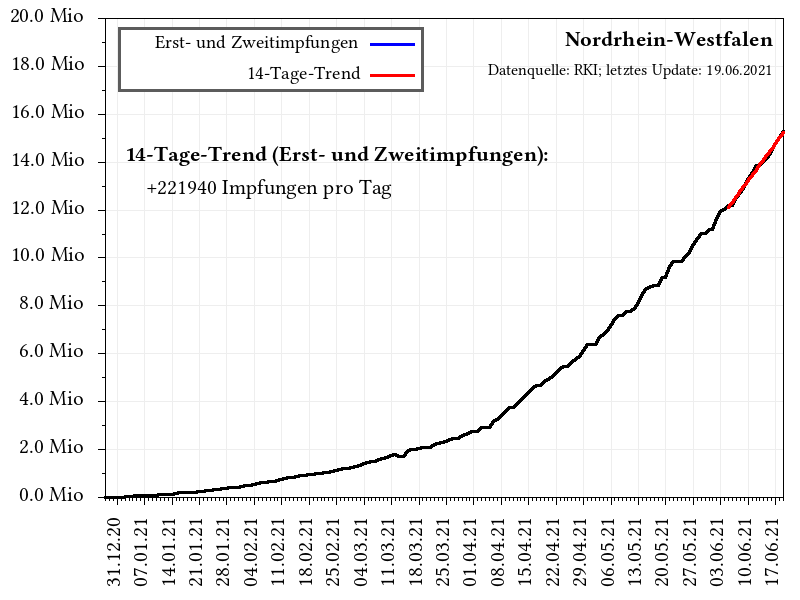 20.0 Mio
18.0 Mio
16.0 Mio
14.0 Mio
12.0 Mio
10.0 Mio
8.0 Mio
6.0 Mio
4.0 Mio
2.0 Mio
0.0 Mio
Erst- und Zweitimpfungen
14-Tage-Trend
Nordrhein-Westfalen
Datenquelle: RKI; letztes Update: 19.06.2021
14-Tage-Trend (Erst- und Zweitimpfungen):
+221940 Impfungen pro Tag
31.12.20
07.01.21
14.01.21
21.01.21
28.01.21
04.02.21
11.02.21
18.02.21
25.02.21
04.03.21
11.03.21
18.03.21
25.03.21
01.04.21
08.04.21
15.04.21
22.04.21
29.04.21
06.05.21
13.05.21
20.05.21
27.05.21
03.06.21
10.06.21
17.06.21